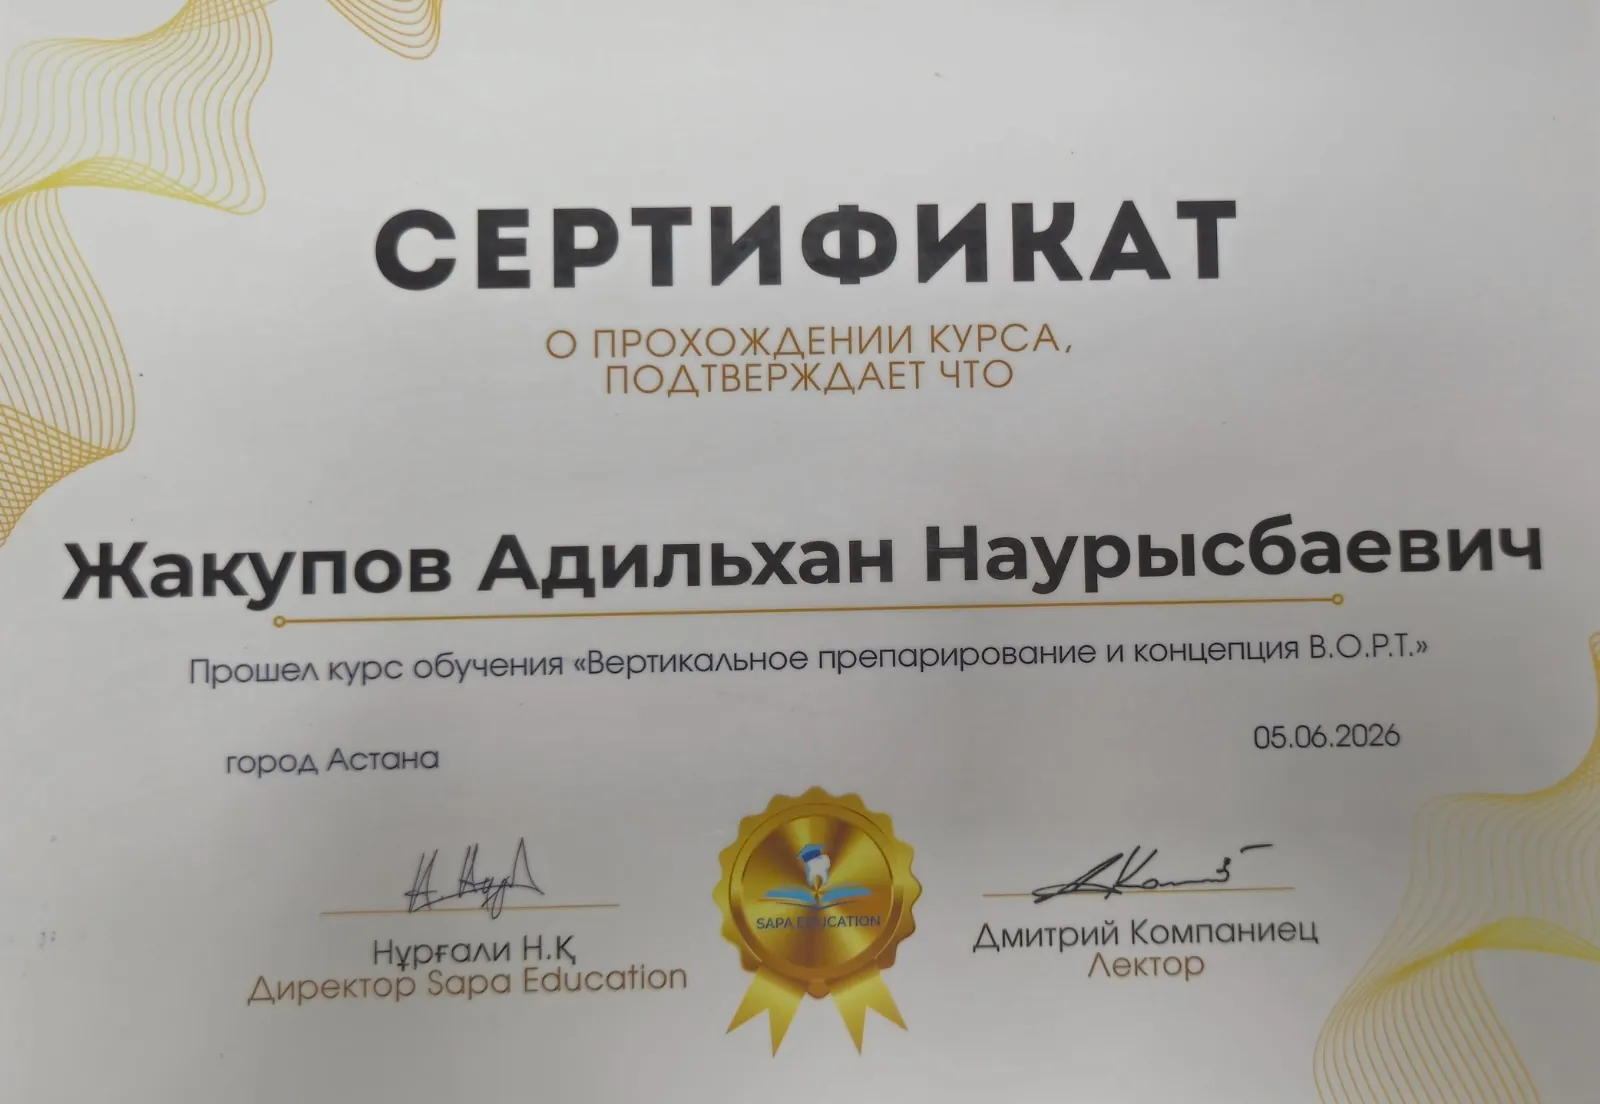 СЕРТИФИКАТ
О ПРОХОЖДЕНИИ КУРСА,
ПОДТВЕРЖДАЕТ ЧТО
Жакупов Адильхан Наурысбаевич
Прошел курс обучения «Вертикальное препарирование и концепция В.О.Р.Т.»
город Астана
05.06.2026
SAPA EDUCATION
Нұрғали Н.Қ
Директор Sapa Education
Дмитрий Компаниец
Лектор